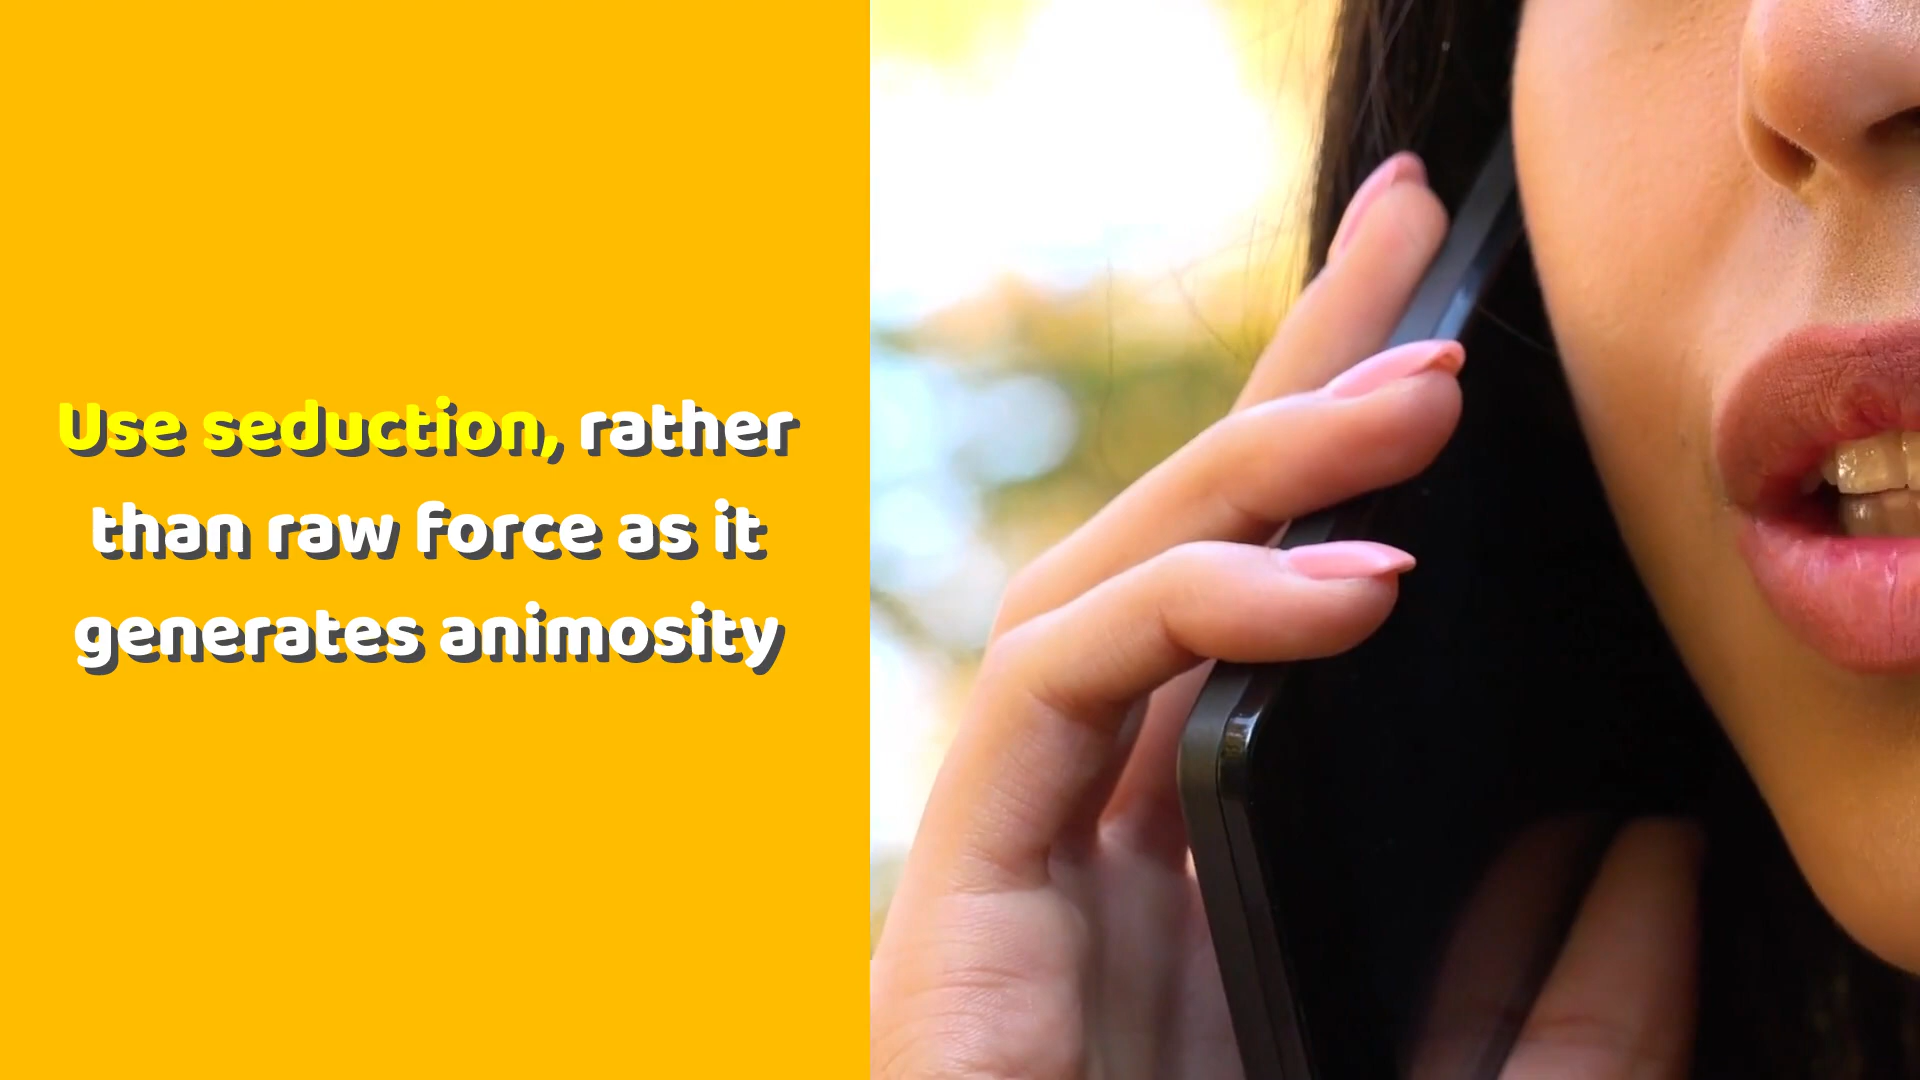 Use seduction, rather
than raw force as it
generates animosity